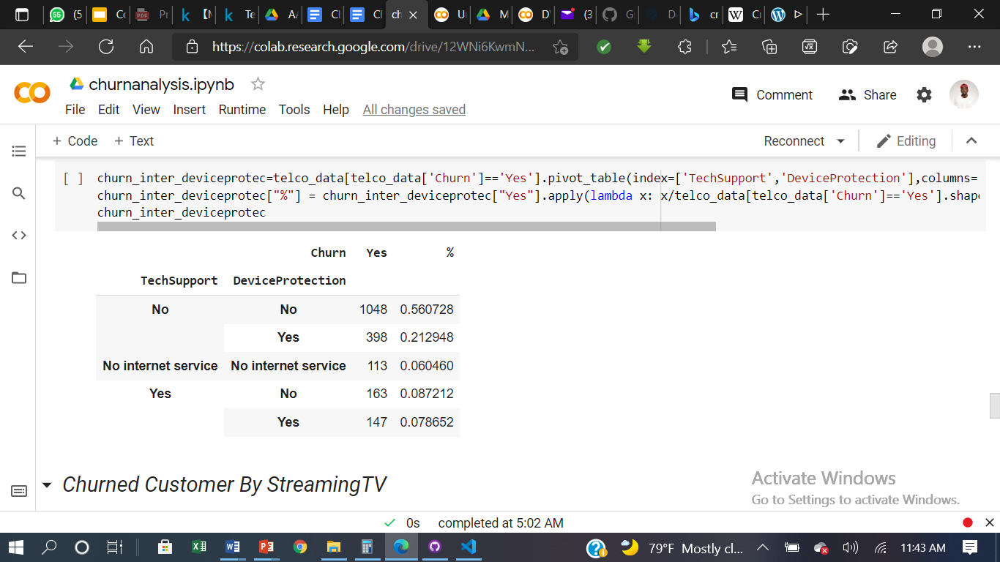 (5 Co Pr 【N Te A/ Cl Cl ch Ui M D' (3 G D cr Ci
https://colab.research.google.com/drive/12WNi6KwmN...
churnanalysis.ipynb
Comment Share
File Edit View Insert Runtime Tools Help All changes saved
+ Code + Text Reconnect Editing
[ ] churn_inter_deviceprotec=telco_data[telco_data['Churn']=='Yes'].pivot_table(index=['TechSupport','DeviceProtection'],columns=
churn_inter_deviceprotec["%"] = churn_inter_deviceprotec["Yes"].apply(lambda x: x/telco_data[telco_data['Churn']=='Yes'].shape
churn_inter_deviceprotec
Churn Yes %
TechSupport DeviceProtection
No No 1048 0.560728
Yes 398 0.212948
No internet service No internet service 113 0.060460
Yes No 163 0.087212
Yes 147 0.078652
Churned Customer By StreamingTV
Activate Windows
Go to Settings to activate Windows.
0s completed at 5:02 AM
79°F Mostly cl... 11:43 AM